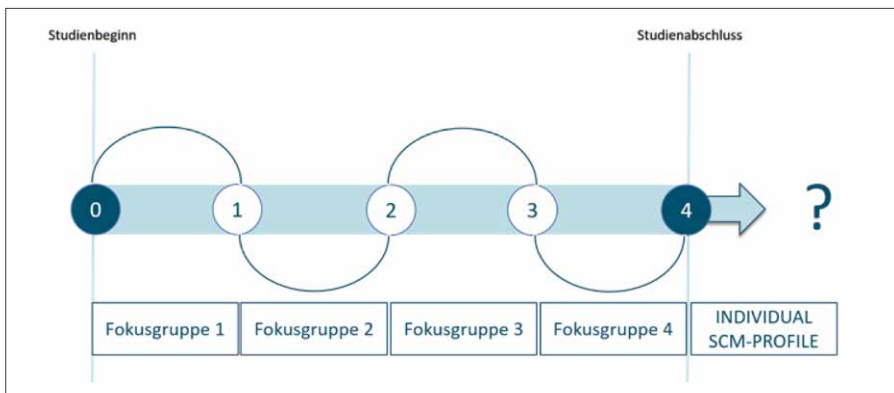 Studienbeginn
Studienabschluss
0
1
2
3
4
?
Fokusgruppe 1
Fokusgruppe 2
Fokusgruppe 3
Fokusgruppe 4
INDIVIDUAL
SCM-PROFILE